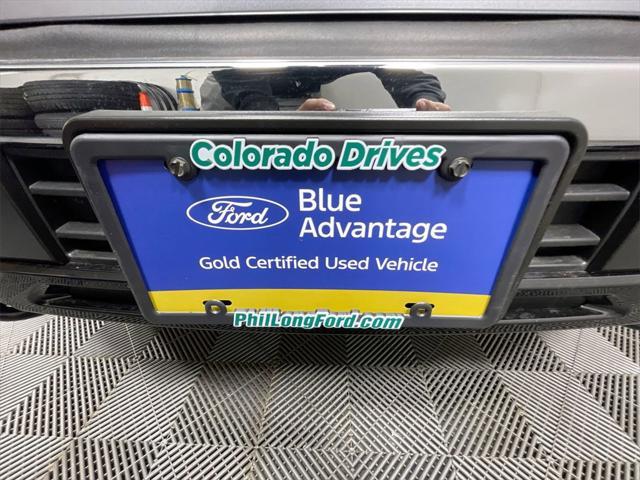 Colorado Drives
Ford
Blue
Advantage
Gold Certified Used Vehicle
PhilLongFord.com